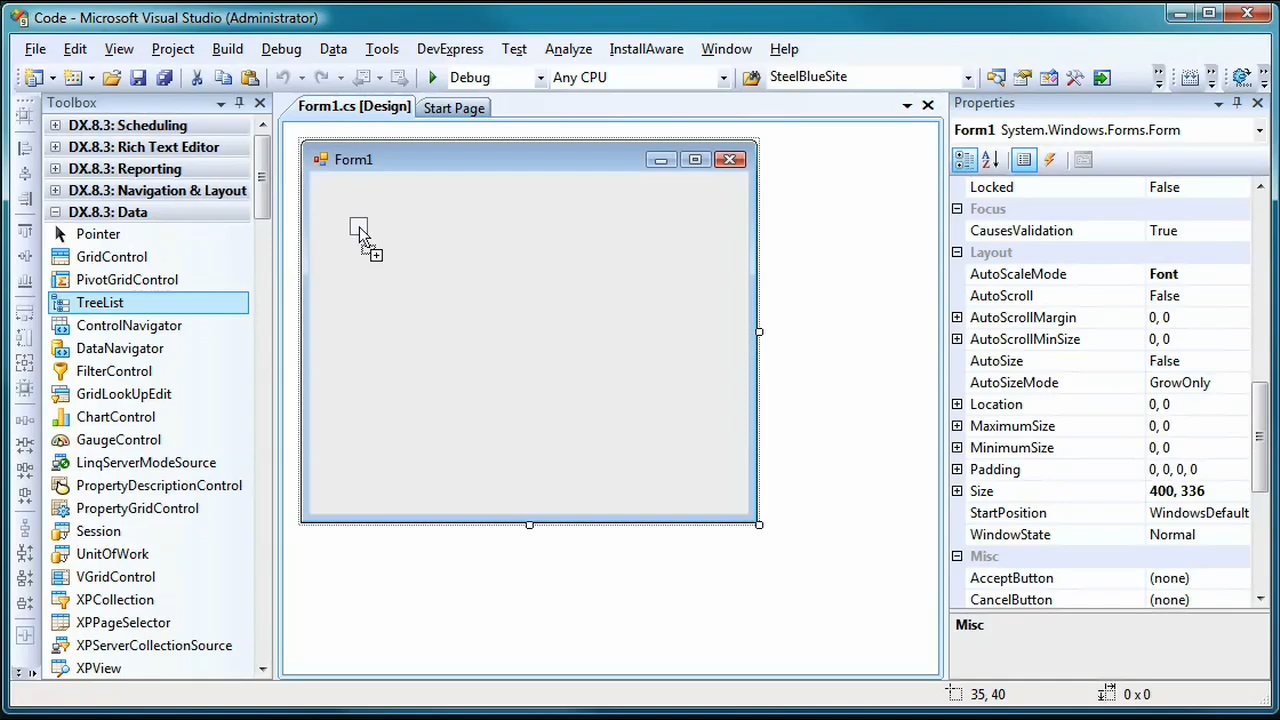 Code - Microsoft Visual Studio (Administrator)
File Edit View Project Build Debug Data Tools DevExpress Test Analyze InstallAware Window Help
Debug Any CPU SteelBlueSite
Toolbox
DX.8.3: Scheduling
DX.8.3: Rich Text Editor
DX.8.3: Reporting
DX.8.3: Navigation & Layout
DX.8.3: Data
Pointer
GridControl
PivotGridControl
TreeList
ControlNavigator
DataNavigator
FilterControl
GridLookUpEdit
ChartControl
GaugeControl
LinqServerModeSource
PropertyDescriptionControl
PropertyGridControl
Session
UnitOfWork
VGridControl
XPCollection
XPPageSelector
XPServerCollectionSource
XPView
Form1.cs [Design] Start Page
Form1
Properties
Form1 System.Windows.Forms.Form
Locked False
Focus
CausesValidation True
Layout
AutoScaleMode Font
AutoScroll False
AutoScrollMargin 0, 0
AutoScrollMinSize 0, 0
AutoSize False
AutoSizeMode GrowOnly
Location 0, 0
MaximumSize 0, 0
MinimumSize 0, 0
Padding 0, 0, 0, 0
Size 400, 336
StartPosition WindowsDefault
WindowState Normal
Misc
AcceptButton (none)
CancelButton (none)
Misc
35, 40 0 x 0